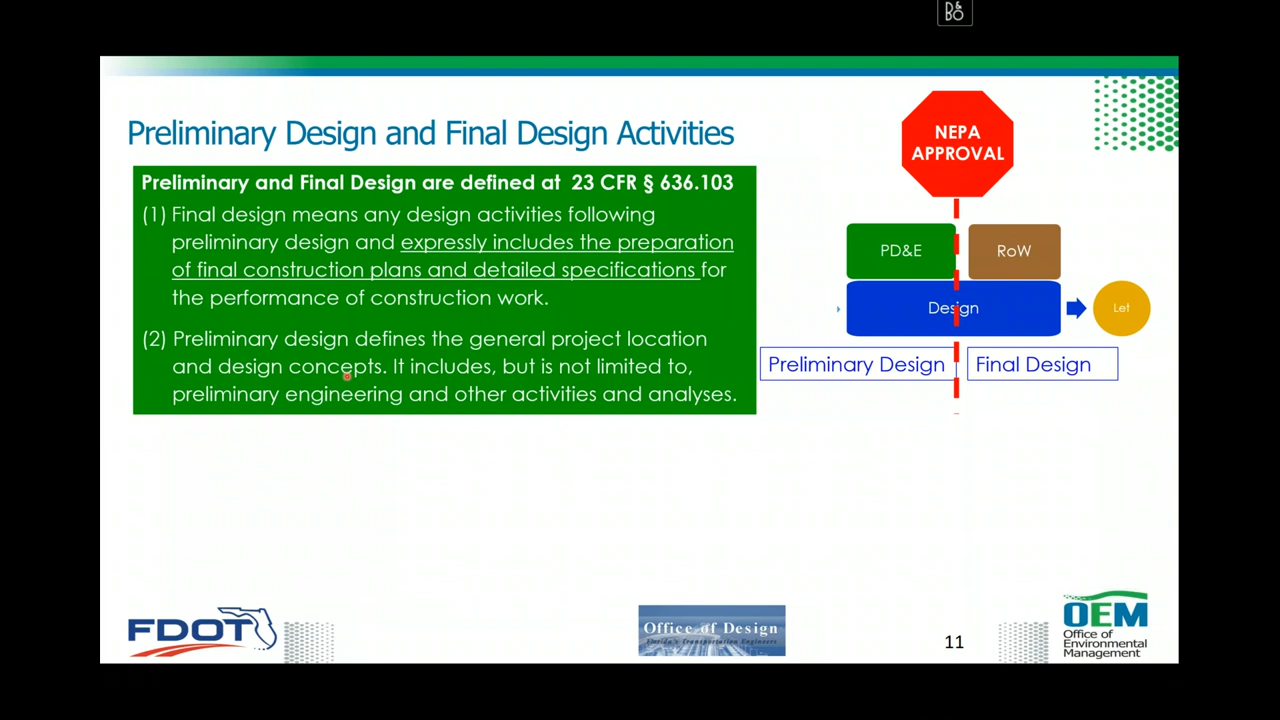 B&
BO
Preliminary Design and Final Design Activities
NEPA
APPROVAL
Preliminary and Final Design are defined at 23 CFR § 636.103
(1) Final design means any design activities following
preliminary design and expressly includes the preparation
of final construction plans and detailed specifications for
the performance of construction work.
(2) Preliminary design defines the general project location
and design concepts. It includes, but is not limited to,
preliminary engineering and other activities and analyses.
PD&E
RoW
Design
Let
Preliminary Design
Final Design
FDOT
Office of Design
Florida's Transportation Engineers
11
OEM
Office of
Environmental
Management